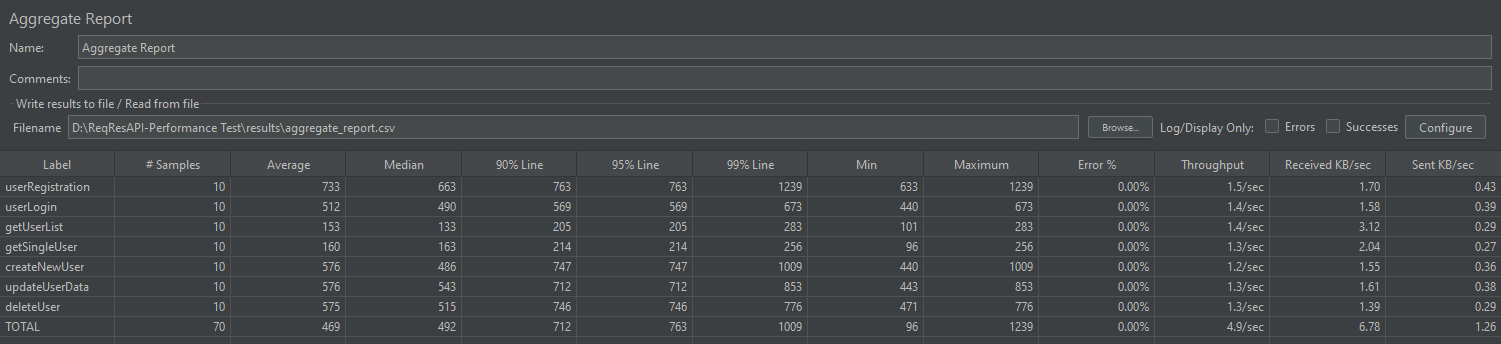 Aggregate Report
Name: Aggregate Report
Comments:
Write results to file / Read from file
Filename D:\ReqResAPI-Performance Test\results\aggregate_report.csv Browse... Log/Display Only: Errors Successes Configure
Label # Samples Average Median 90% Line 95% Line 99% Line Min Maximum Error % Throughput Received KB/sec Sent KB/sec
userRegistration 10 733 663 763 763 1239 633 1239 0.00% 1.5/sec 1.70 0.43
userLogin 10 512 490 569 569 673 440 673 0.00% 1.4/sec 1.58 0.39
getUserList 10 153 133 205 205 283 101 283 0.00% 1.4/sec 3.12 0.29
getSingleUser 10 160 163 214 214 256 96 256 0.00% 1.3/sec 2.04 0.27
createNewUser 10 576 486 747 747 1009 440 1009 0.00% 1.2/sec 1.55 0.36
updateUserData 10 576 543 712 712 853 443 853 0.00% 1.3/sec 1.61 0.38
deleteUser 10 575 515 746 746 776 471 776 0.00% 1.3/sec 1.39 0.29
TOTAL 70 469 492 712 763 1009 96 1239 0.00% 4.9/sec 6.78 1.26